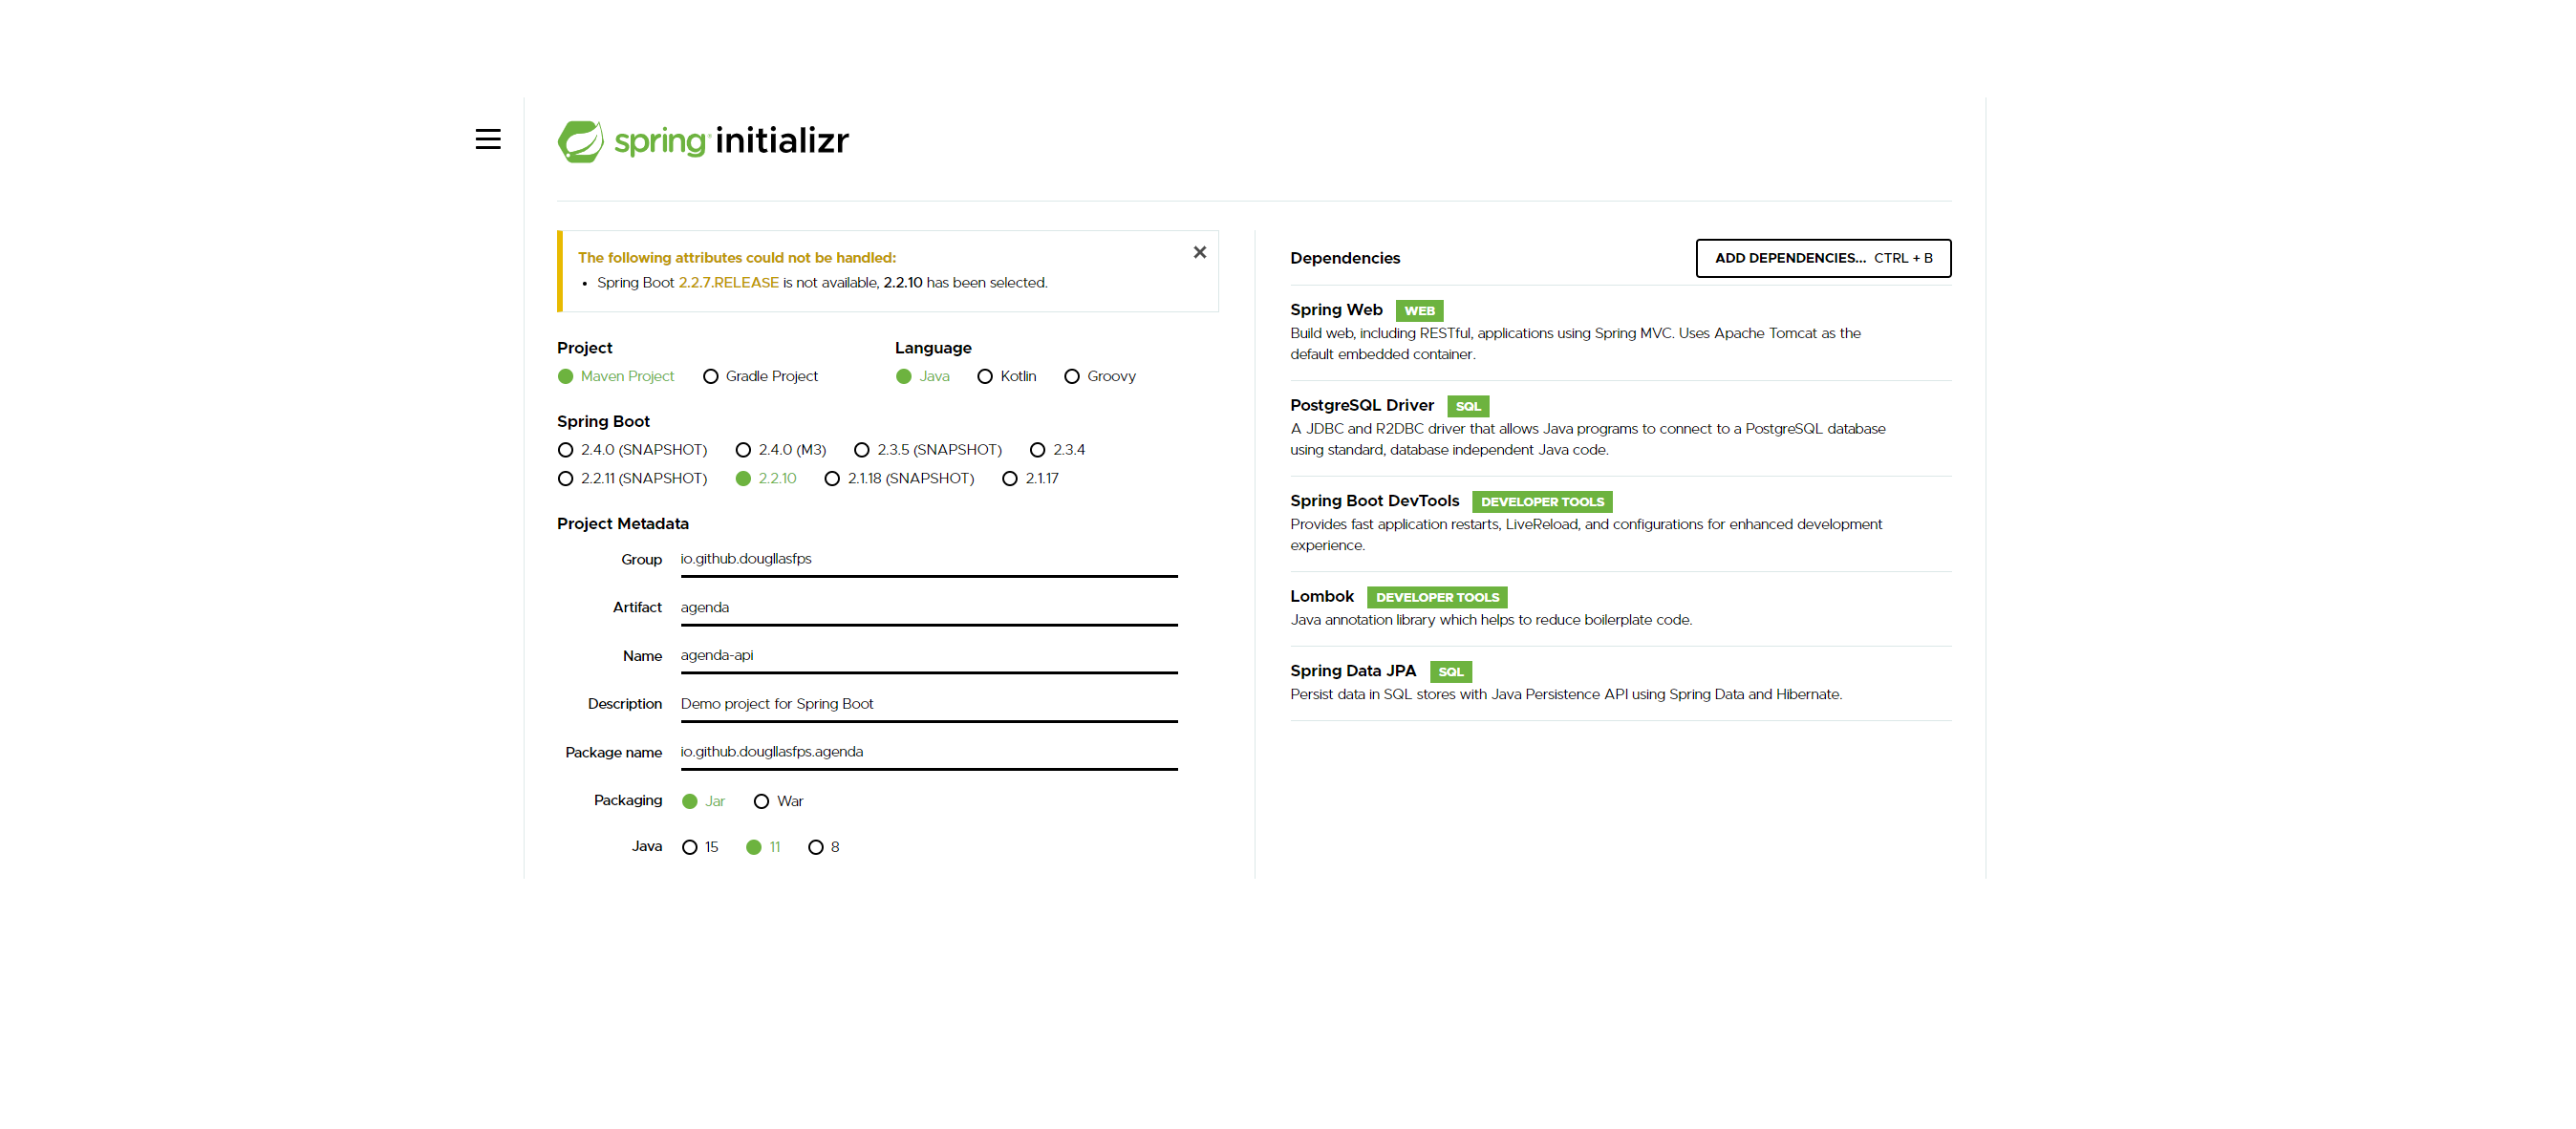 spring initializr
The following attributes could not be handled:
• Spring Boot 2.2.7.RELEASE is not available, 2.2.10 has been selected.
Project
Maven Project Gradle Project
Language
Java Kotlin Groovy
Spring Boot
2.4.0 (SNAPSHOT) 2.4.0 (M3) 2.3.5 (SNAPSHOT) 2.3.4
2.2.11 (SNAPSHOT) 2.2.10 2.1.18 (SNAPSHOT) 2.1.17
Project Metadata
Group io.github.dougllasfps
Artifact agenda
Name agenda-api
Description Demo project for Spring Boot
Package name io.github.dougllasfps.agenda
Packaging Jar War
Java 15 11 8
Dependencies ADD DEPENDENCIES... CTRL + B
Spring Web WEB
Build web, including RESTful, applications using Spring MVC. Uses Apache Tomcat as the
default embedded container.
PostgreSQL Driver SQL
A JDBC and R2DBC driver that allows Java programs to connect to a PostgreSQL database
using standard, database independent Java code.
Spring Boot DevTools DEVELOPER TOOLS
Provides fast application restarts, LiveReload, and configurations for enhanced development
experience.
Lombok DEVELOPER TOOLS
Java annotation library which helps to reduce boilerplate code.
Spring Data JPA SQL
Persist data in SQL stores with Java Persistence API using Spring Data and Hibernate.